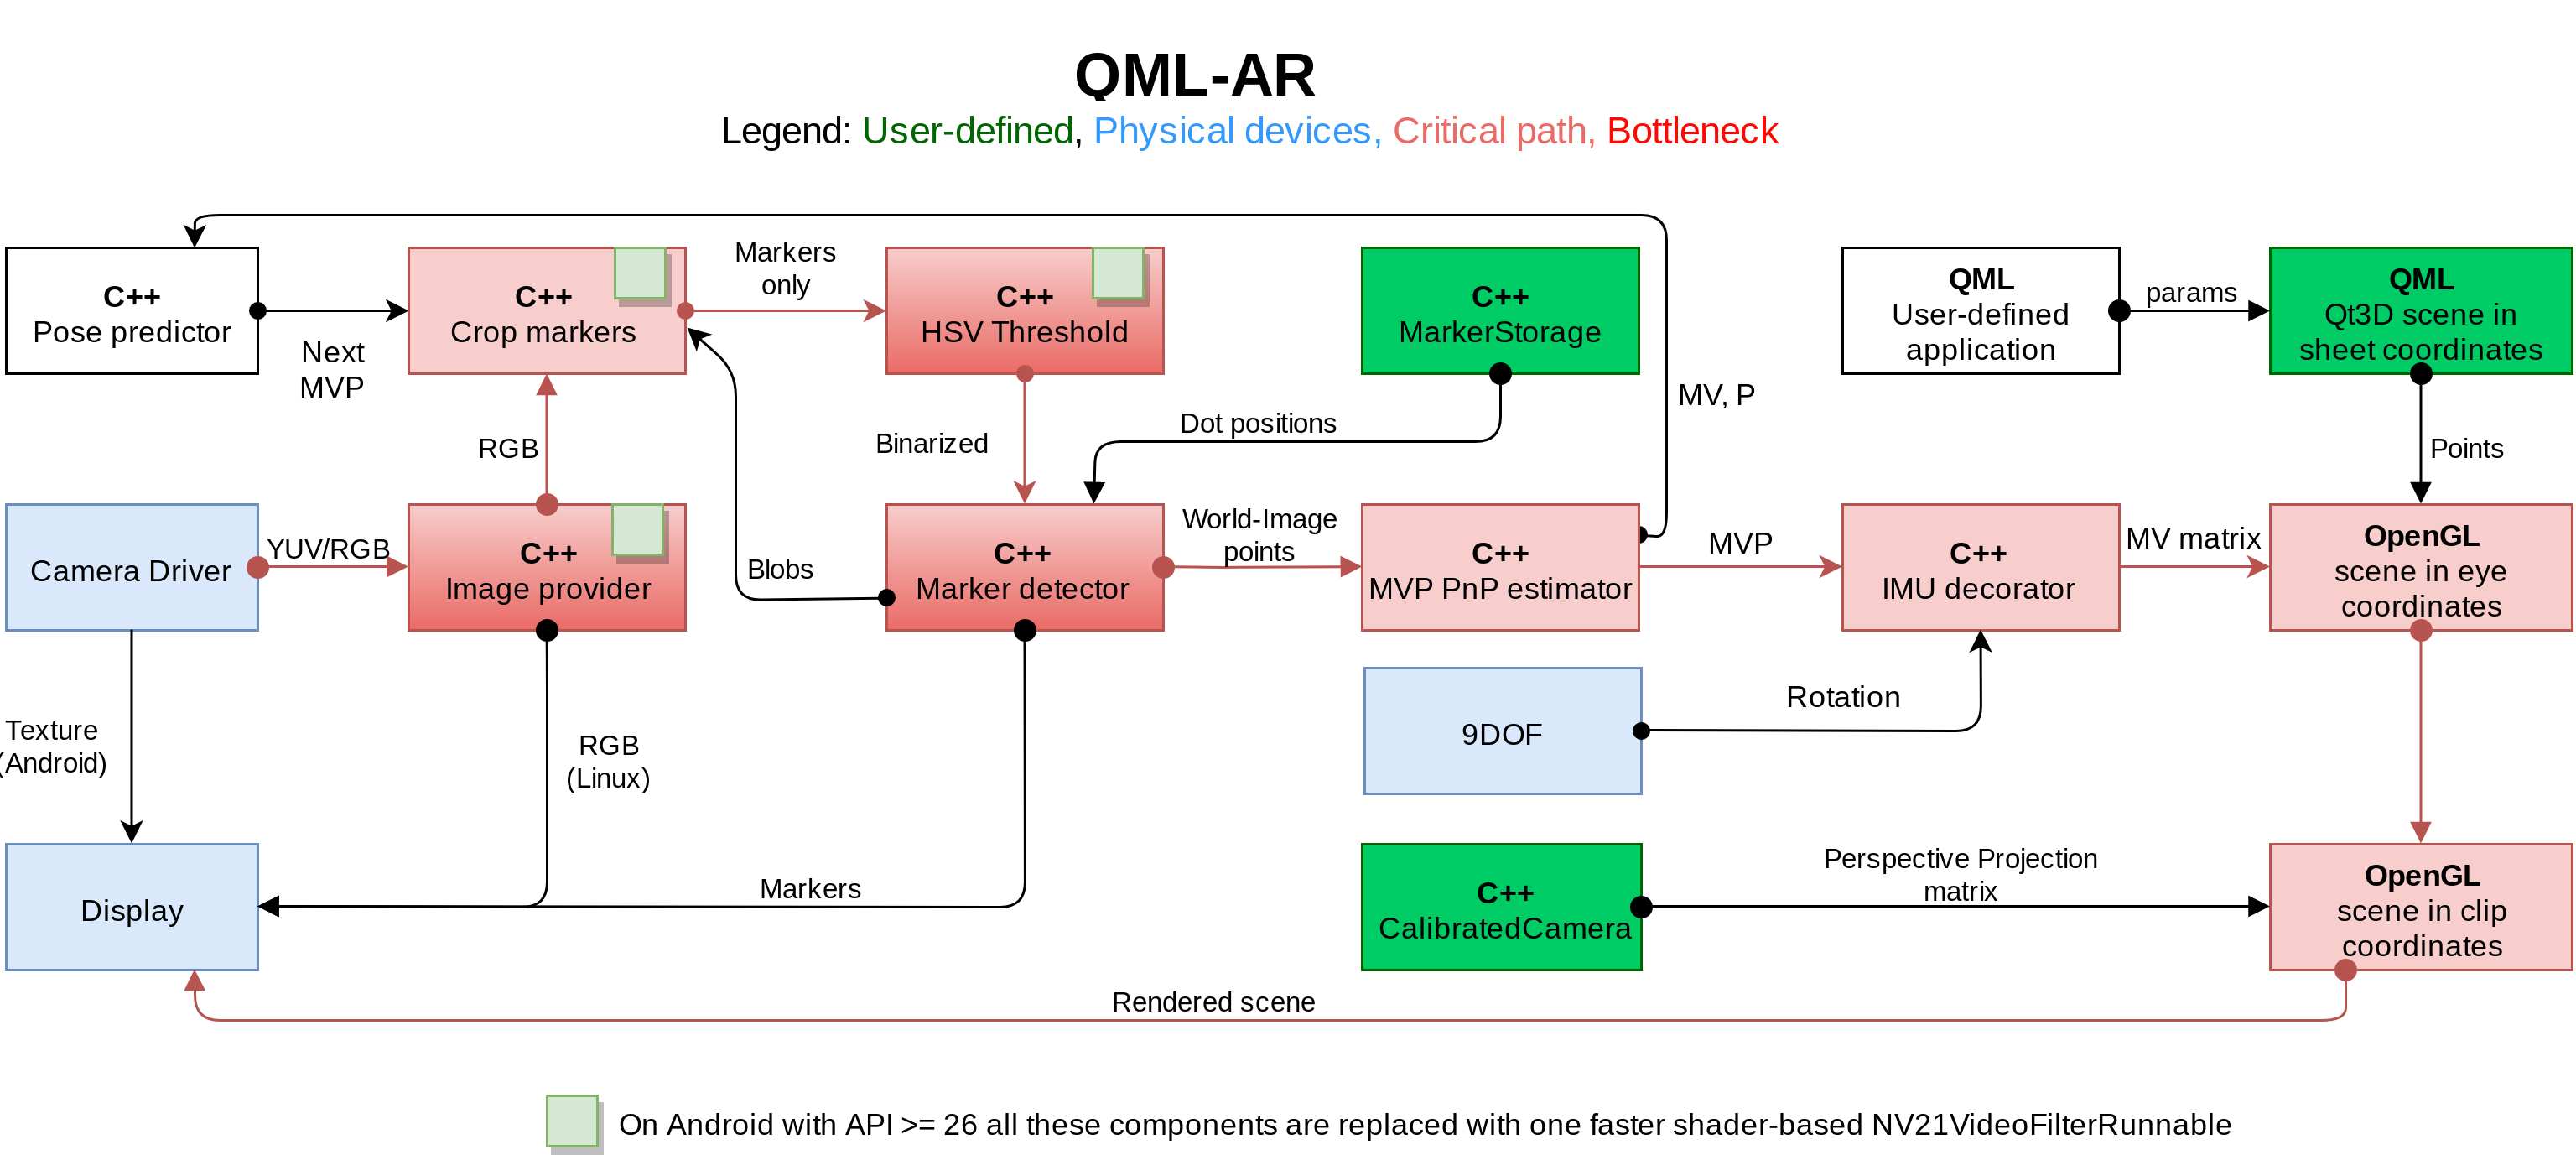 QML-AR
Legend: User-defined, Physical devices, Critical path, Bottleneck
C++
Pose predictor
Next
MVP
C++
Crop markers
Markers
only
C++
HSV Threshold
C++
MarkerStorage
MV, P
QML
User-defined
application
params
QML
Qt3D scene in
sheet coordinates
RGB
Binarized
Dot positions
Points
Camera Driver
YUV/RGB
C++
Image provider
Blobs
C++
Marker detector
World-Image
points
C++
MVP PnP estimator
MVP
C++
IMU decorator
MV matrix
OpenGL
scene in eye
coordinates
Texture
(Android)
RGB
(Linux)
9DOF
Rotation
Display
Markers
C++
CalibratedCamera
Perspective Projection
matrix
OpenGL
scene in clip
coordinates
Rendered scene
On Android with API >= 26 all these components are replaced with one faster shader-based NV21VideoFilterRunnable